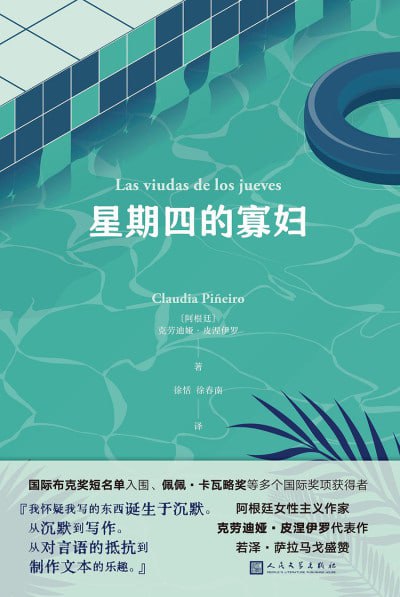 Las viudas de los jueves
星期四的寡妇
Claudia Piñeiro
［阿根廷］
克劳迪娅·皮涅伊罗
著
徐恬 徐春南
译
国际布克奖短名单入围、佩佩·卡瓦略奖等多个国际奖项获得者
『我怀疑我写的东西诞生于沉默。
从沉默到写作。
从对言语的抵抗到
制作文本的乐趣。』
阿根廷女性主义作家
克劳迪娅·皮涅伊罗代表作
若泽·萨拉马戈盛赞
人民文学出版社
PEOPLE'S LITERATURE PUBLISHING HOUSE